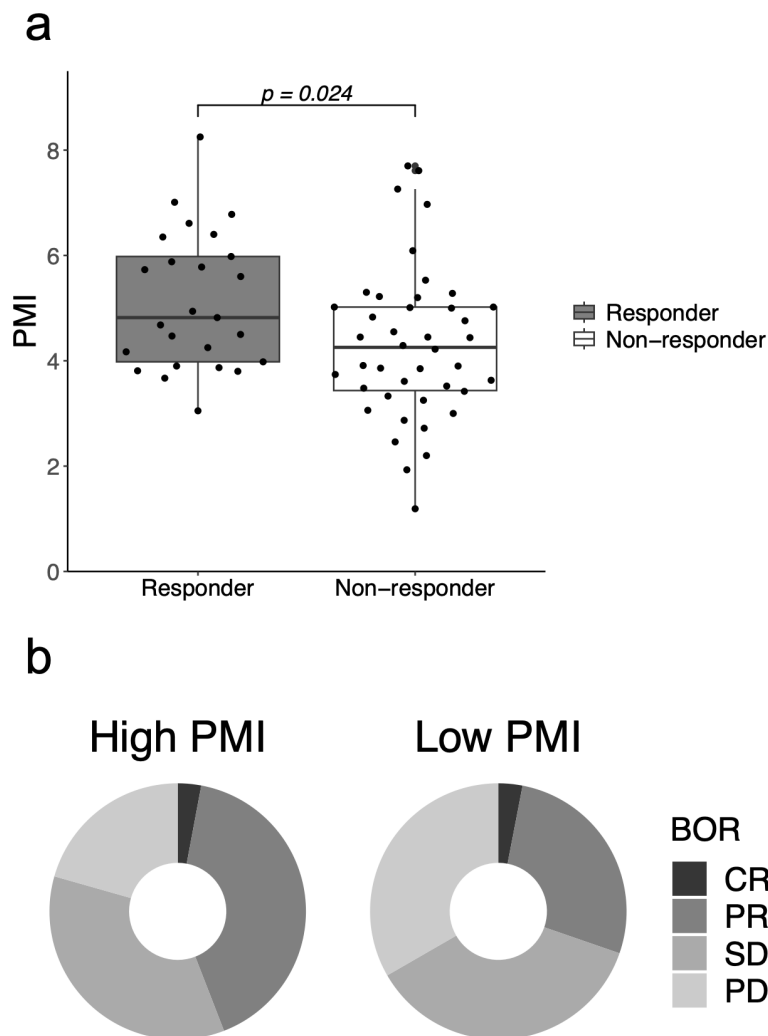 a
p = 0.024
8
6
4
2
0
PMI
Responder
Non−responder
Responder
Non−responder
b
High PMI
Low PMI
BOR
CR
PR
SD
PD